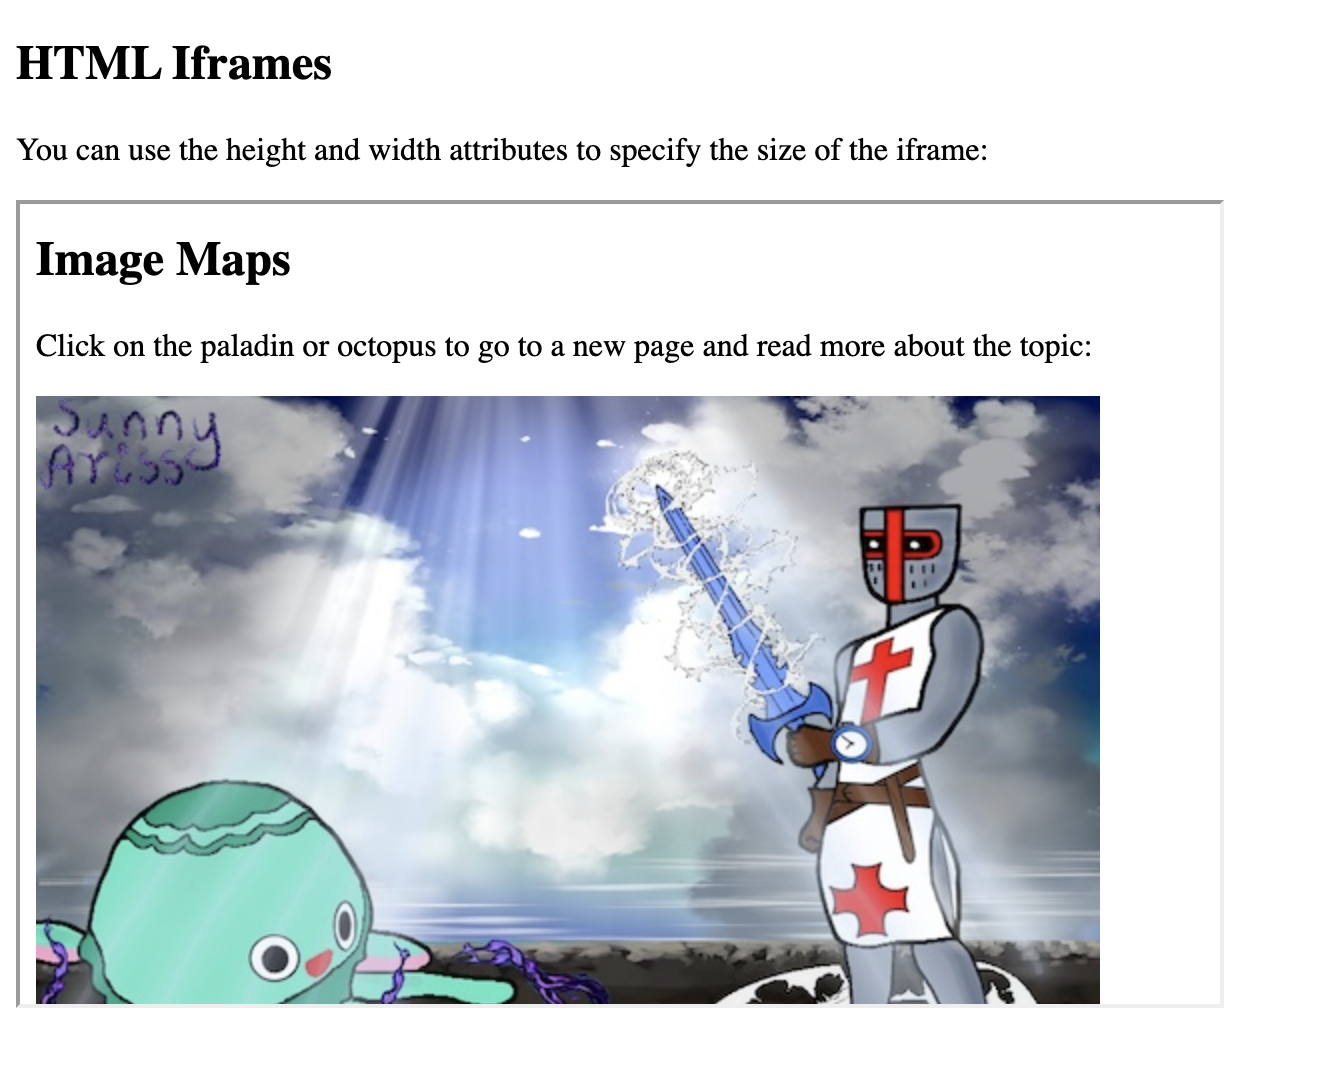 HTML Iframes
You can use the height and width attributes to specify the size of the iframe:
Image Maps
Click on the paladin or octopus to go to a new page and read more about the topic:
Sunny